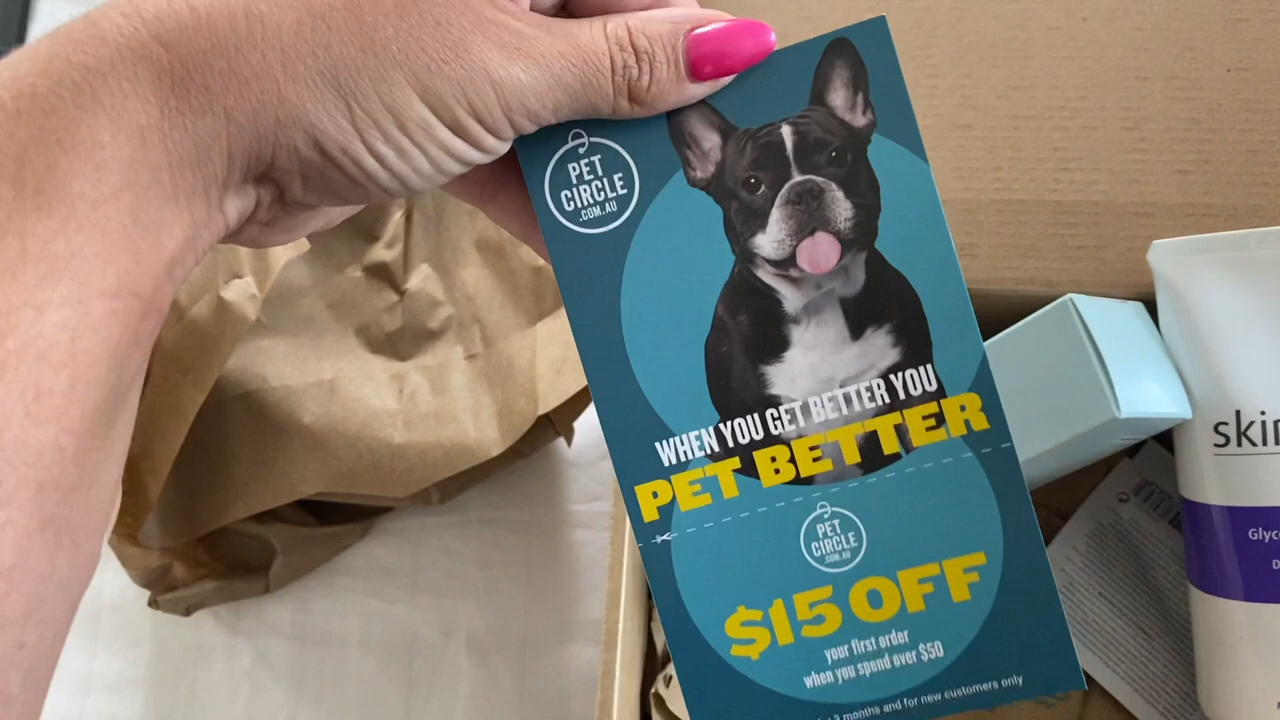 PET
CIRCLE
.COM.AU
WHEN YOU GET BETTER YOU
PET BETTER
PET
CIRCLE
.COM.AU
$15 OFF
your first order
when you spend over $50
3 months and for new customers only
skin
Glyco